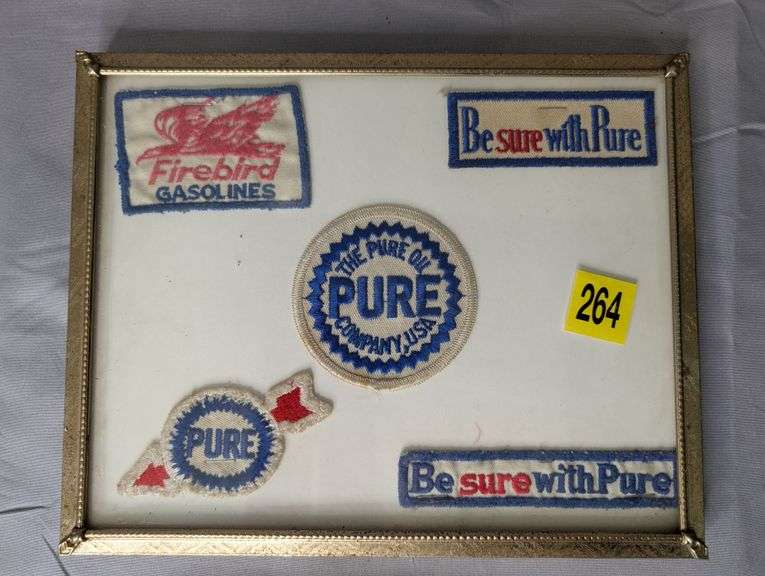 Firebird
GASOLINES
Be sure with Pure
THE PURE OIL
PURE
COMPANY, USA
264
PURE
Be sure with Pure